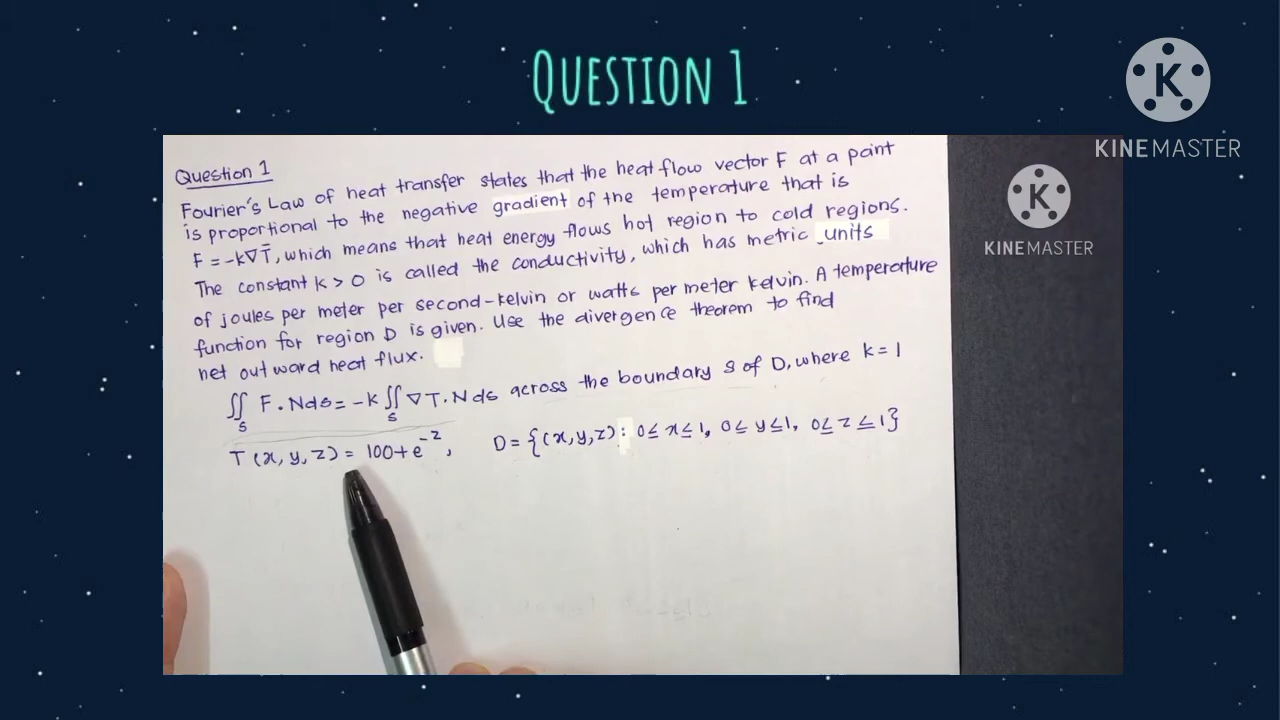 QUESTION 1
KINEMASTER
KINEMASTER
Question 1
Fourier's Law of heat transfer states that the heat flow vector F at a point
is proportional to the negative gradient of the temperature that is
F = -k∇T, which means that heat energy flows hot region to cold regions.
The constant k > 0 is called the conductivity, which has metric units
of joules per meter per second-kelvin or watts per meter kelvin. A temperature
function for region D is given. Use the divergence theorem to find
net outward heat flux.
∬_S F · N ds = -k ∬_S ∇T · N ds across the boundary S of D, where k = 1
T(x, y, z) = 100 + e^-z, D = {(x, y, z) : 0 ≤ x ≤ 1, 0 ≤ y ≤ 1, 0 ≤ z ≤ 1}